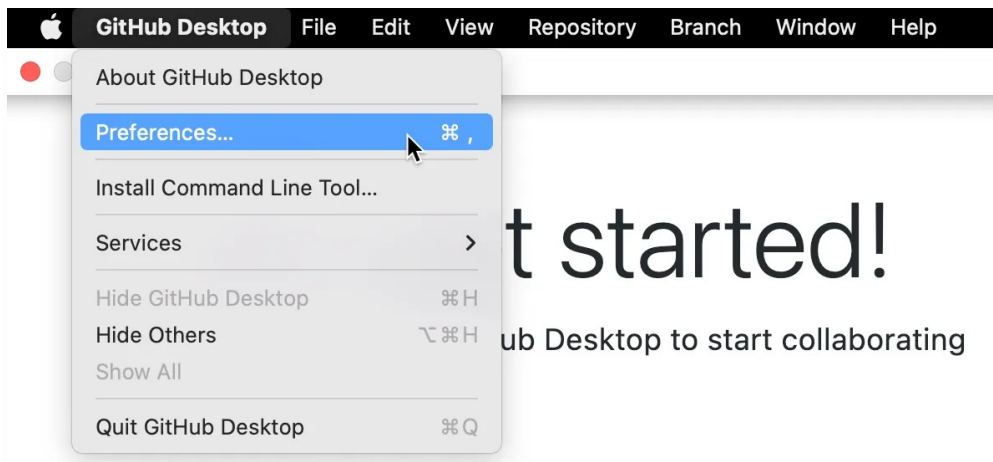 GitHub Desktop File Edit View Repository Branch Window Help
About GitHub Desktop
Preferences... ⌘ ,
Install Command Line Tool...
Services
Hide GitHub Desktop ⌘H
Hide Others ⌥⌘H
Show All
Quit GitHub Desktop ⌘Q
t started!
ub Desktop to start collaborating